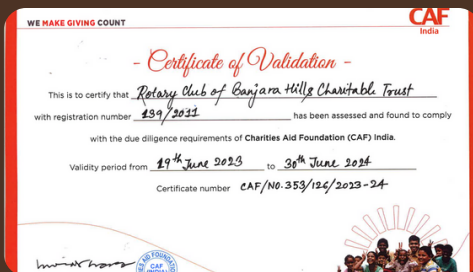 WE MAKE GIVING COUNT
CAF
India
- Certificate of Validation -
This is to certify that Rotary Club of Banjara Hills Charitable Trust
with registration number 139/2011 has been assessed and found to comply
with the due diligence requirements of Charities Aid Foundation (CAF) India.
Validity period from 19th June 2023 to 30th June 2024
Certificate number CAF/NO.353/126/2023-24
CAF